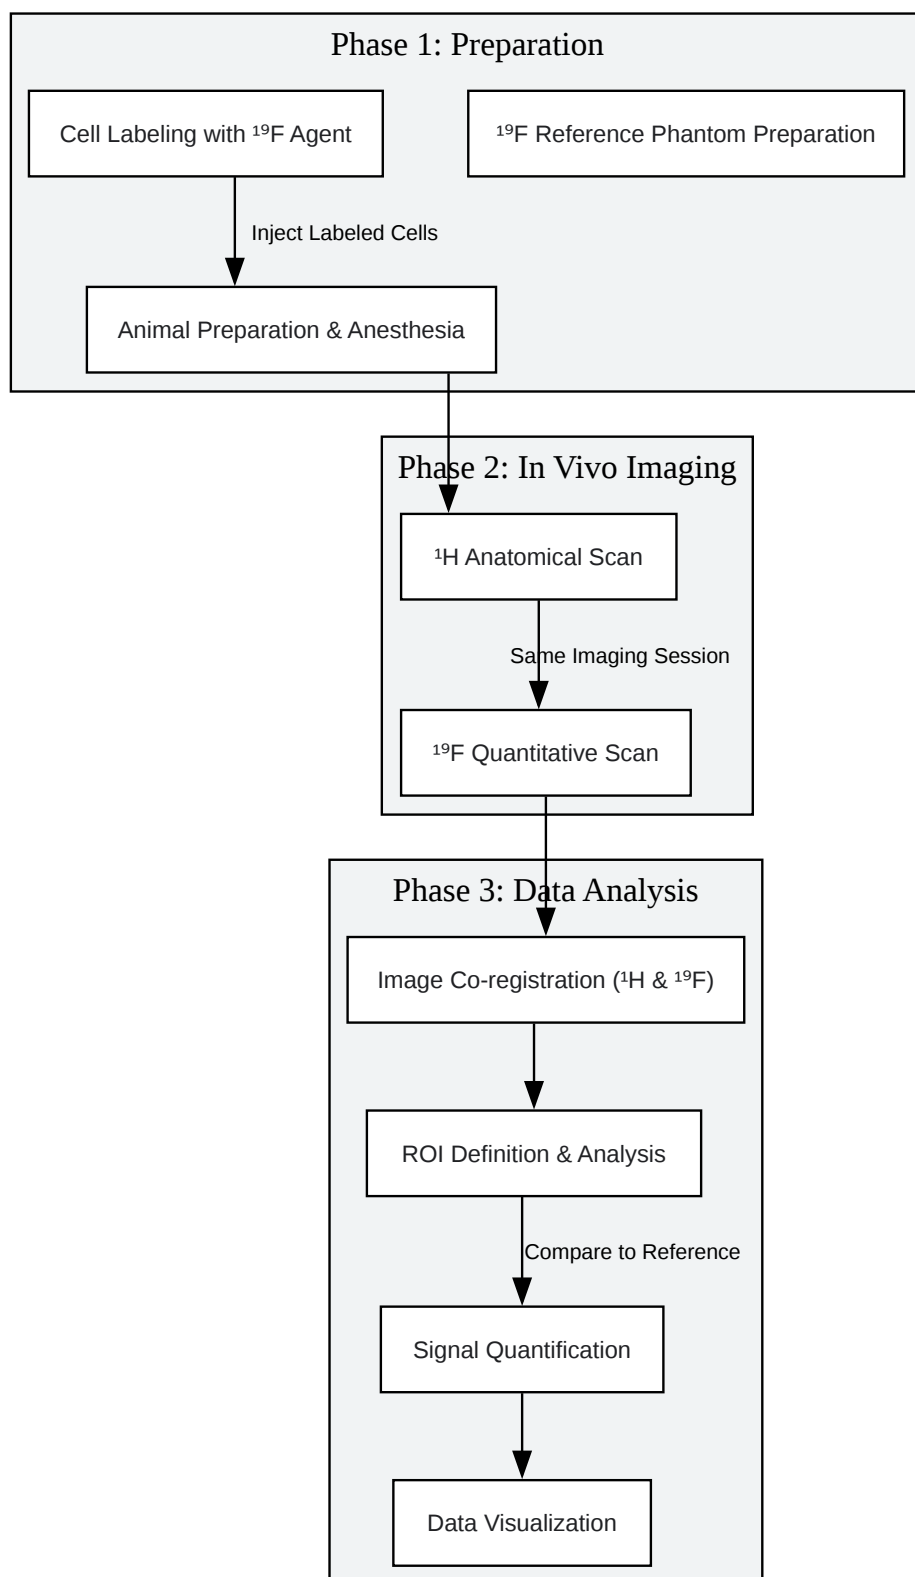 Phase 1: Preparation
Cell Labeling with ¹⁹F Agent
¹⁹F Reference Phantom Preparation
Inject Labeled Cells
Animal Preparation & Anesthesia
Phase 2: In Vivo Imaging
¹H Anatomical Scan
Same Imaging Session
¹⁹F Quantitative Scan
Phase 3: Data Analysis
Image Co-registration (¹H & ¹⁹F)
ROI Definition & Analysis
Compare to Reference
Signal Quantification
Data Visualization